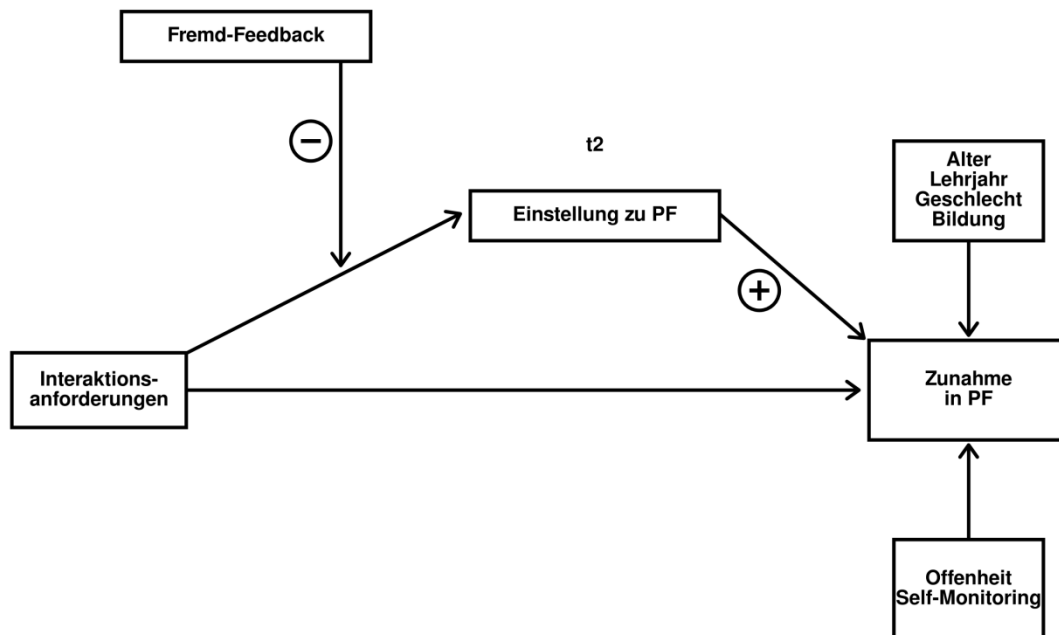 Fremd-Feedback
−
t2
Einstellung zu PF
+
Alter
Lehrjahr
Geschlecht
Bildung
Interaktions-
anforderungen
Zunahme
in PF
Offenheit
Self-Monitoring